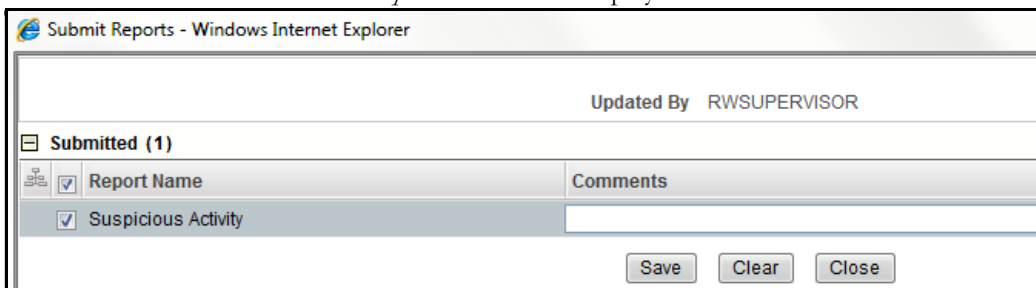 Submit Reports - Windows Internet Explorer
Updated By RWSUPERVISOR
Submitted (1)
Report Name Comments
Suspicious Activity
Save Clear Close